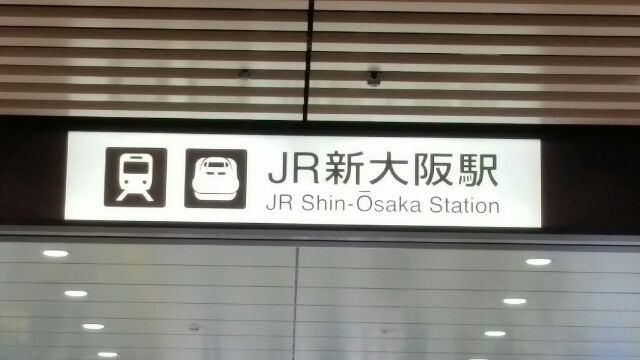 JR新大阪駅
JR Shin-Ōsaka Station